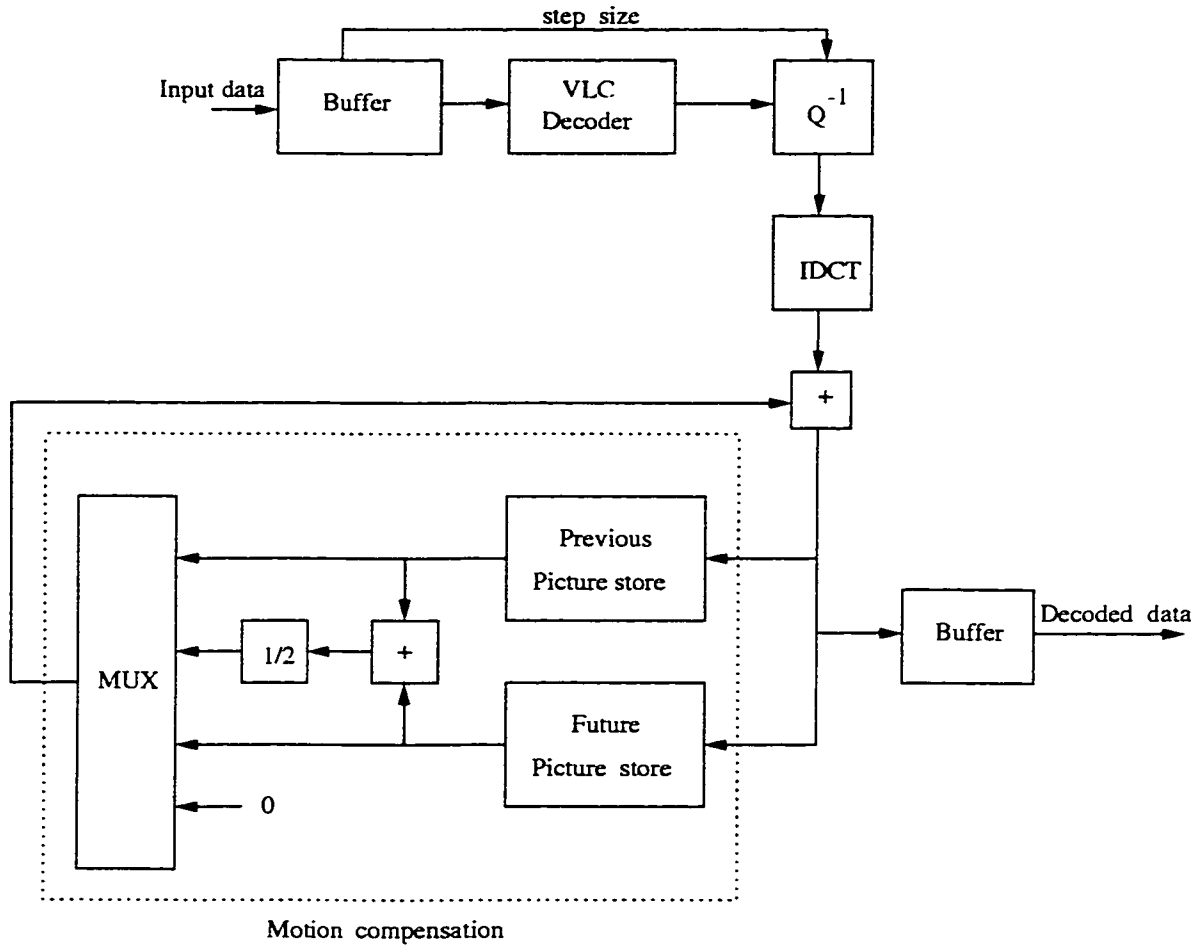 step size
Input data
Buffer
VLC
Decoder
Q⁻¹
IDCT
+
Previous
Picture store
MUX
1/2
+
Buffer
Decoded data
Future
Picture store
0
Motion compensation